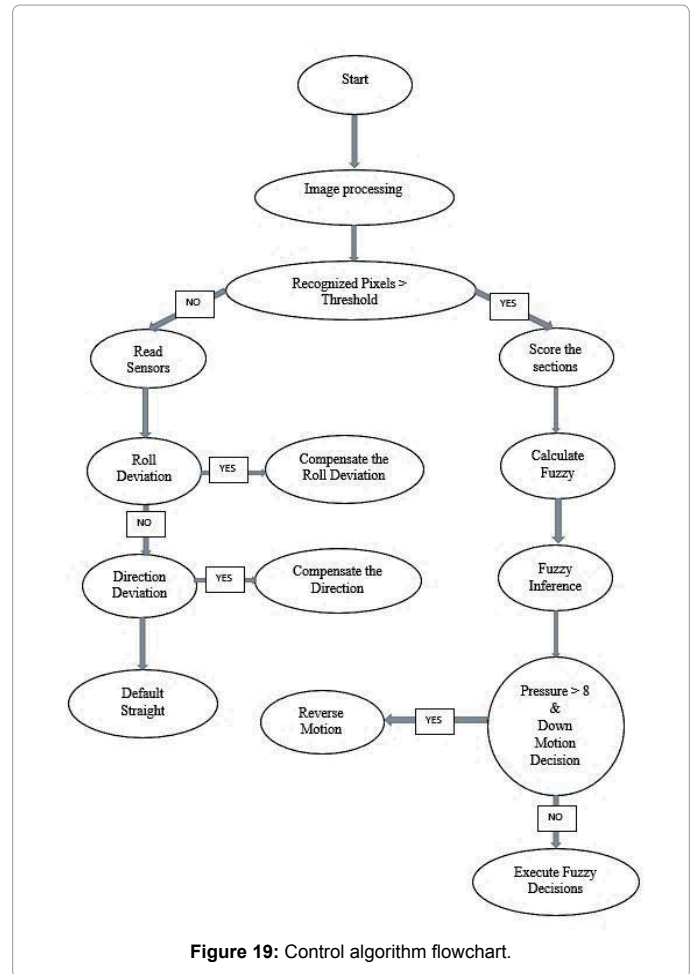 Start
Image processing
Recognized Pixels >
Threshold
NO
YES
Read
Sensors
Score the
sections
Roll
Deviation
YES
Compensate the
Roll Deviation
Calculate
Fuzzy
NO
Direction
Deviation
YES
Compensate the
Direction
Fuzzy
Inference
Default
Straight
Reverse
Motion
YES
Pressure > 8
&
Down
Motion
Decision
NO
Execute Fuzzy
Decisions
Figure 19: Control algorithm flowchart.